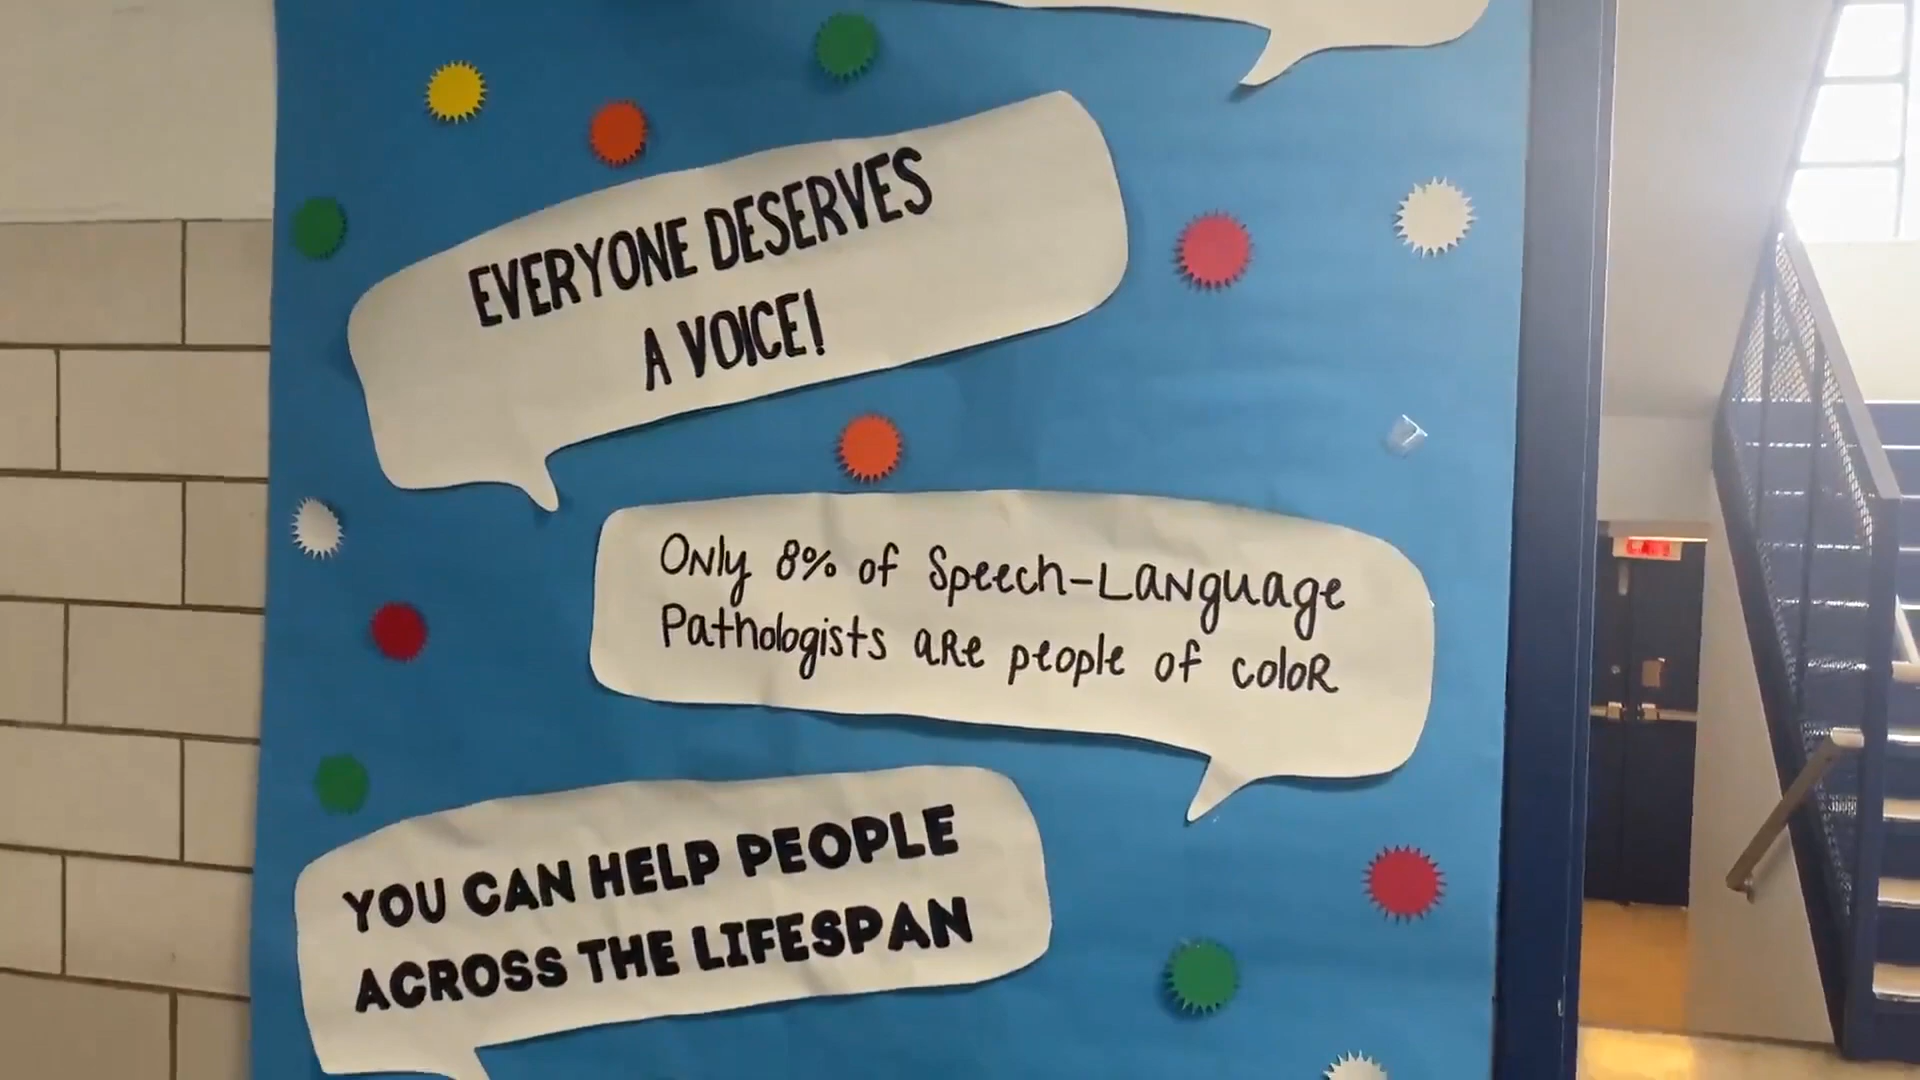 EVERYONE DESERVES
A VOICE!
Only 8% of Speech-Language
Pathologists are people of color
YOU CAN HELP PEOPLE
ACROSS THE LIFESPAN